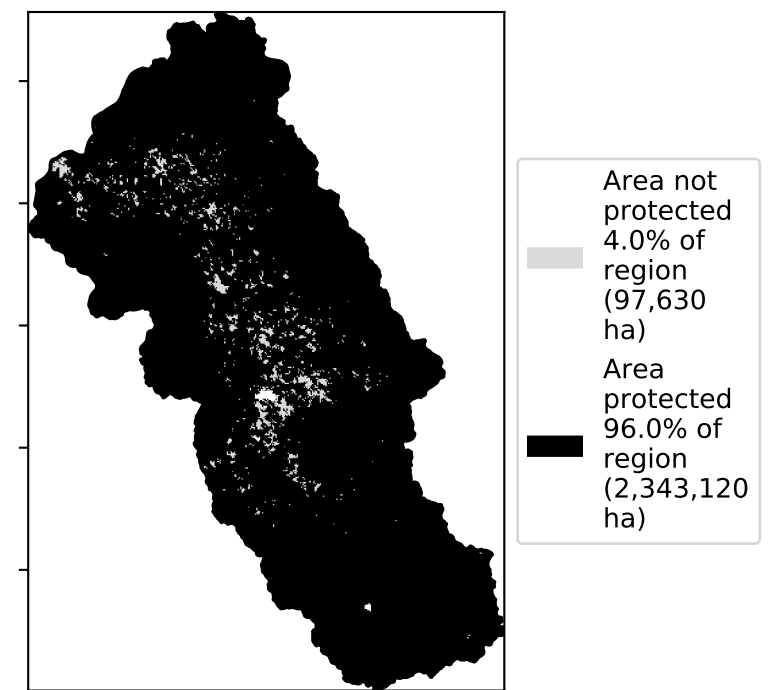 Area not
protected
4.0% of
region
(97,630
ha)
Area
protected
96.0% of
region
(2,343,120
ha)